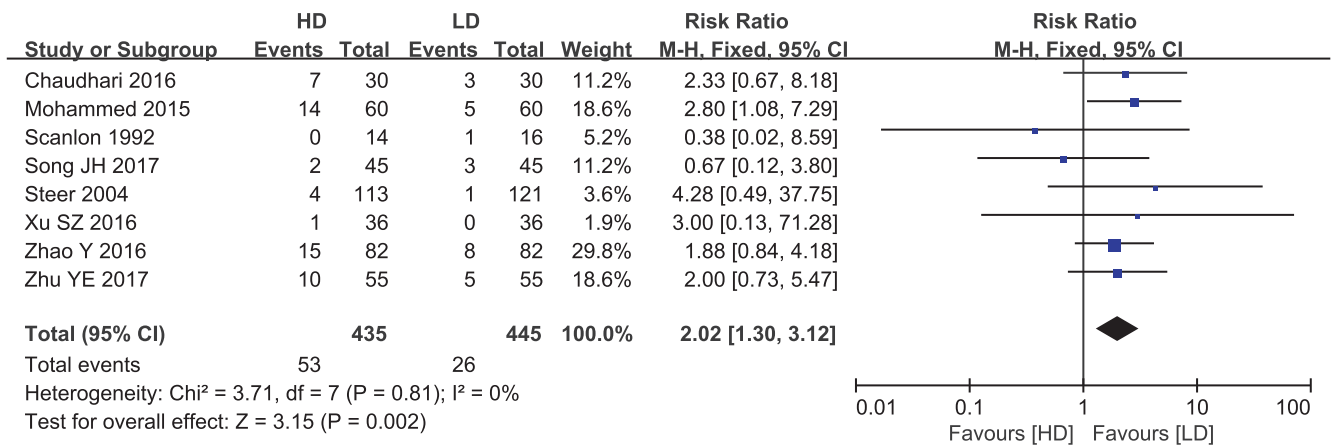 HD LD Risk Ratio Risk Ratio
Study or Subgroup Events Total Events Total Weight M-H, Fixed, 95% CI M-H, Fixed, 95% CI
Chaudhari 2016 7 30 3 30 11.2% 2.33 [0.67, 8.18]
Mohammed 2015 14 60 5 60 18.6% 2.80 [1.08, 7.29]
Scanlon 1992 0 14 1 16 5.2% 0.38 [0.02, 8.59]
Song JH 2017 2 45 3 45 11.2% 0.67 [0.12, 3.80]
Steer 2004 4 113 1 121 3.6% 4.28 [0.49, 37.75]
Xu SZ 2016 1 36 0 36 1.9% 3.00 [0.13, 71.28]
Zhao Y 2016 15 82 8 82 29.8% 1.88 [0.84, 4.18]
Zhu YE 2017 10 55 5 55 18.6% 2.00 [0.73, 5.47]
Total (95% CI) 435 445 100.0% 2.02 [1.30, 3.12]
Total events 53 26
Heterogeneity: Chi² = 3.71, df = 7 (P = 0.81); I² = 0%
Test for overall effect: Z = 3.15 (P = 0.002)
0.01 0.1 1 10 100
Favours [HD] Favours [LD]